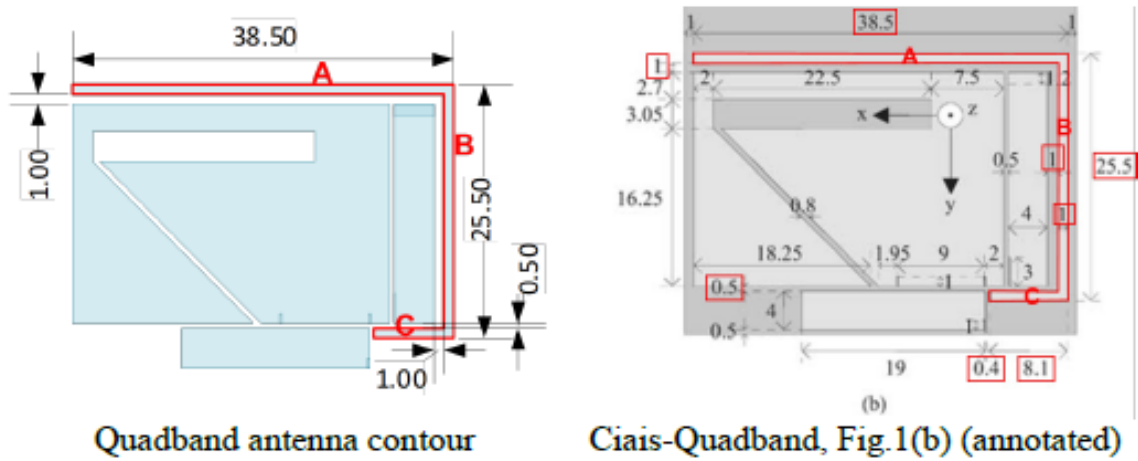 38.50
A
B
1.00
25.50
0.50
C
1.00
Quadband antenna contour
1 38.5 1
A
1
2 22.5 7.5 2
2.7
3.05
x z
B
0.5 1
25.5
16.25
y
0.8
4 1
18.25 1.95 9 2
3
0.5
1
C
4
0.5
1
19 0.4 8.1
(b)
Ciais-Quadband, Fig.1(b) (annotated)